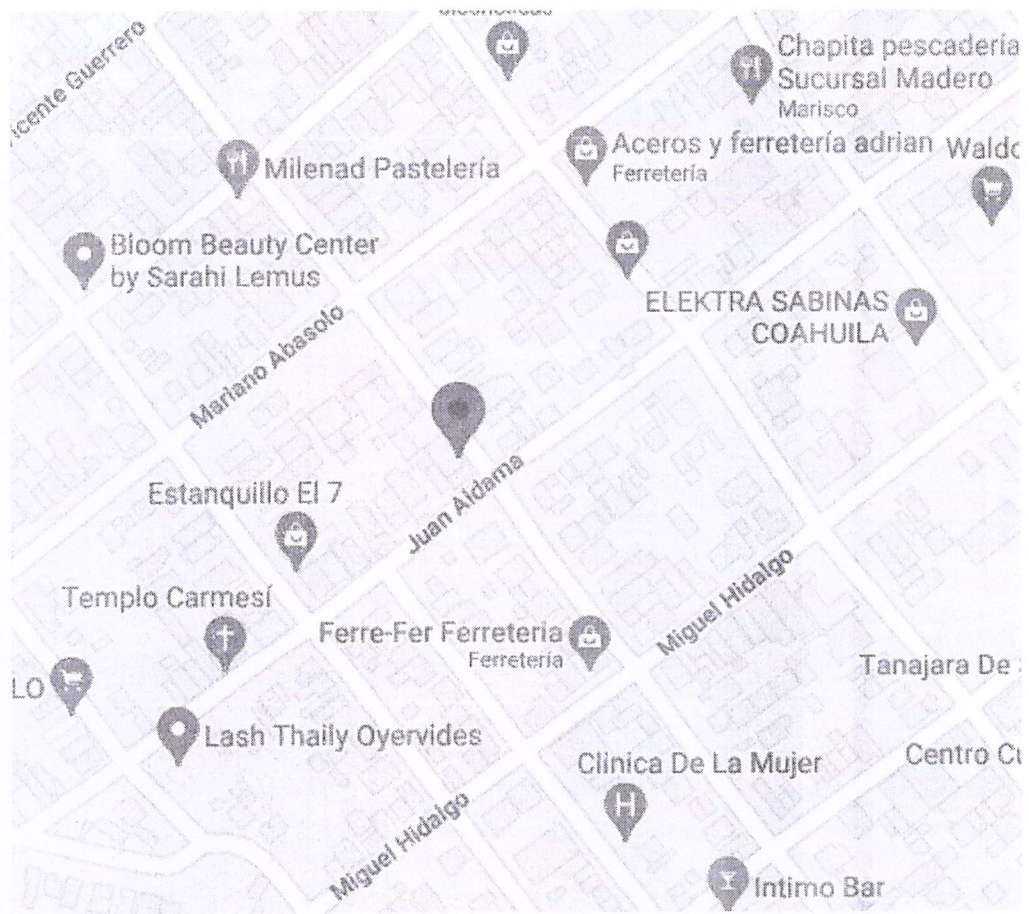 Chapita pescadería
Sucursal Madero
Marisco
Vicente Guerrero
Aceros y ferretería adrian
Ferretería
Waldo
Milenad Pastelería
Bloom Beauty Center
by Sarahi Lemus
ELEKTRA SABINAS
COAHUILA
Mariano Abasolo
Estanquillo El 7
Juan Aldama
Templo Carmesí
Ferre-Fer Ferreteria
Ferretería
Miguel Hidalgo
Tanajara De
LO
Lash Thaily Oyervides
Clinica De La Mujer
Centro Cu
Miguel Hidalgo
Intimo Bar